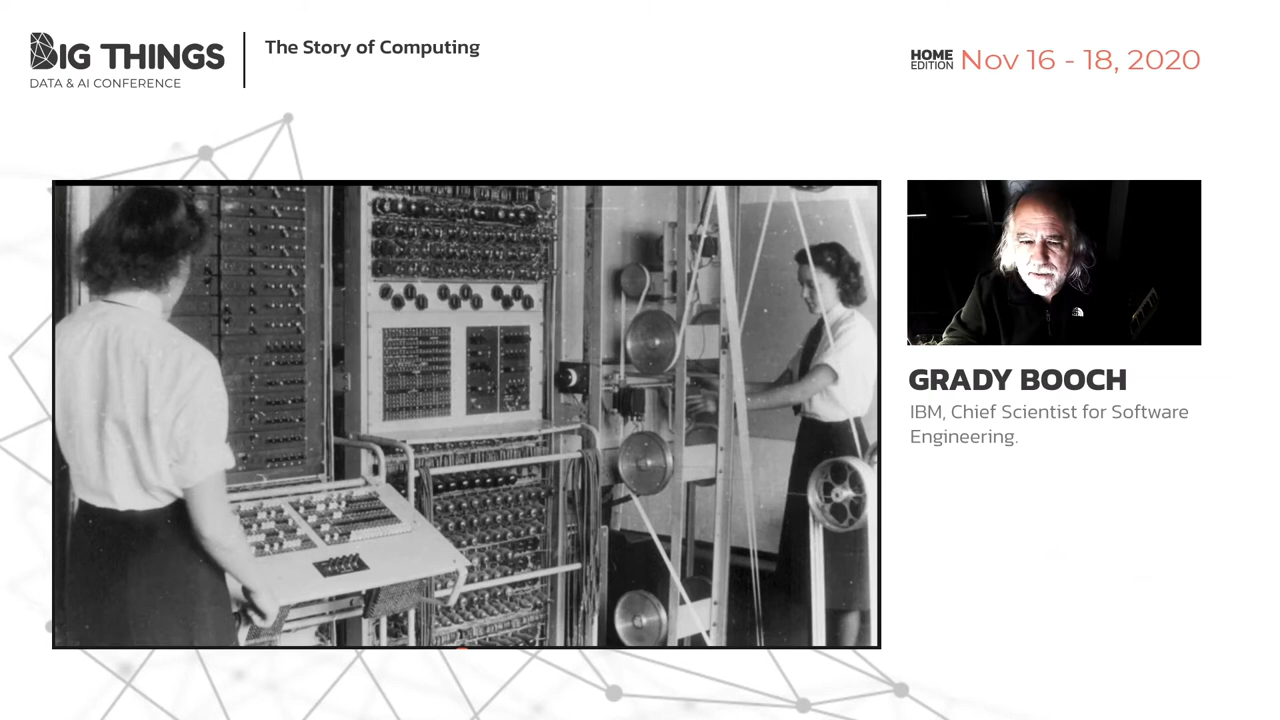 BIG THINGS
DATA & AI CONFERENCE
The Story of Computing
HOME
EDITION
Nov 16 - 18, 2020
GRADY BOOCH
IBM, Chief Scientist for Software
Engineering.